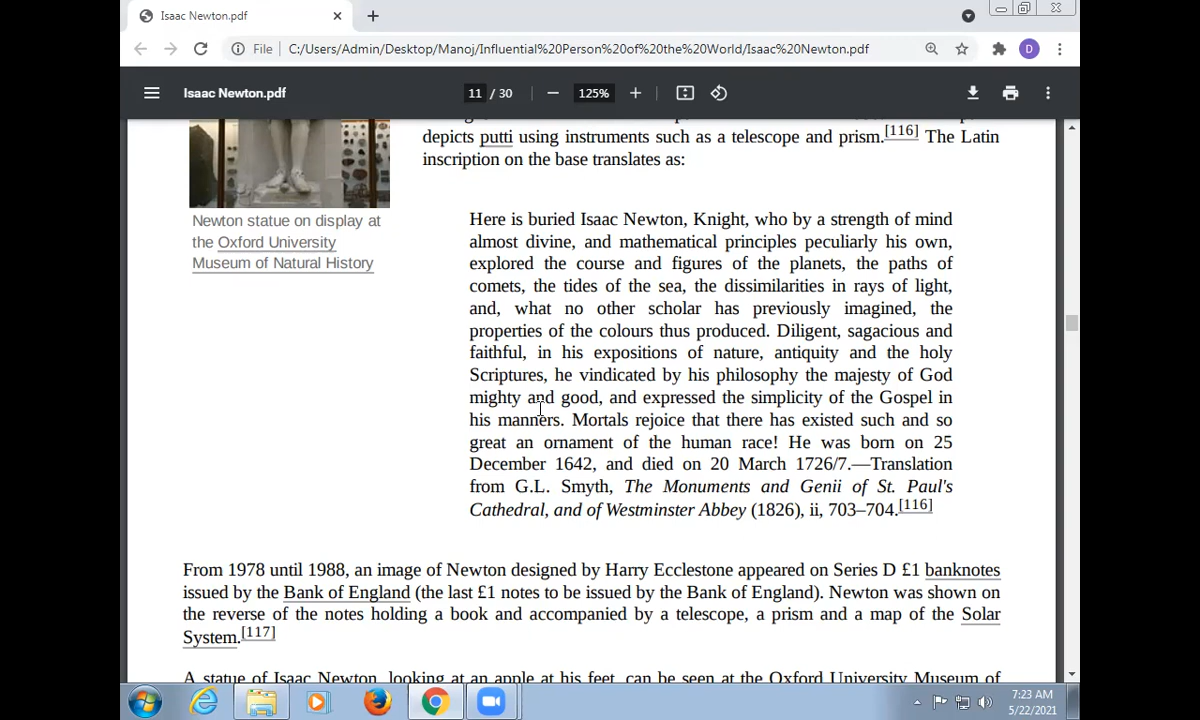 Isaac Newton.pdf
File C:/Users/Admin/Desktop/Manoj/Influential%20Person%20of%20the%20World/Isaac%20Newton.pdf
D
Isaac Newton.pdf
11 / 30
125%
depicts putti using instruments such as a telescope and prism.[116] The Latin
inscription on the base translates as:
Newton statue on display at
the Oxford University
Museum of Natural History
Here is buried Isaac Newton, Knight, who by a strength of mind
almost divine, and mathematical principles peculiarly his own,
explored the course and figures of the planets, the paths of
comets, the tides of the sea, the dissimilarities in rays of light,
and, what no other scholar has previously imagined, the
properties of the colours thus produced. Diligent, sagacious and
faithful, in his expositions of nature, antiquity and the holy
Scriptures, he vindicated by his philosophy the majesty of God
mighty and good, and expressed the simplicity of the Gospel in
his manners. Mortals rejoice that there has existed such and so
great an ornament of the human race! He was born on 25
December 1642, and died on 20 March 1726/7.—Translation
from G.L. Smyth, The Monuments and Genii of St. Paul's
Cathedral, and of Westminster Abbey (1826), ii, 703–704.[116]
From 1978 until 1988, an image of Newton designed by Harry Ecclestone appeared on Series D £1 banknotes
issued by the Bank of England (the last £1 notes to be issued by the Bank of England). Newton was shown on
the reverse of the notes holding a book and accompanied by a telescope, a prism and a map of the Solar
System.[117]
A statue of Isaac Newton, looking at an apple at his feet, can be seen at the Oxford University Museum of
7:23 AM
5/22/2021